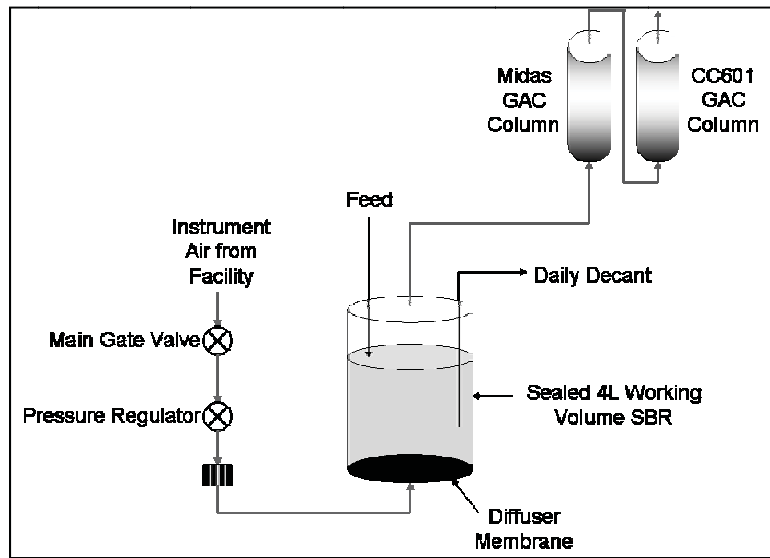 Midas
GAC
Column
CC601
GAC
Column
Feed
Instrument
Air from
Facility
Daily Decant
Main Gate Valve
Sealed 4L Working
Volume SBR
Pressure Regulator
Diffuser
Membrane